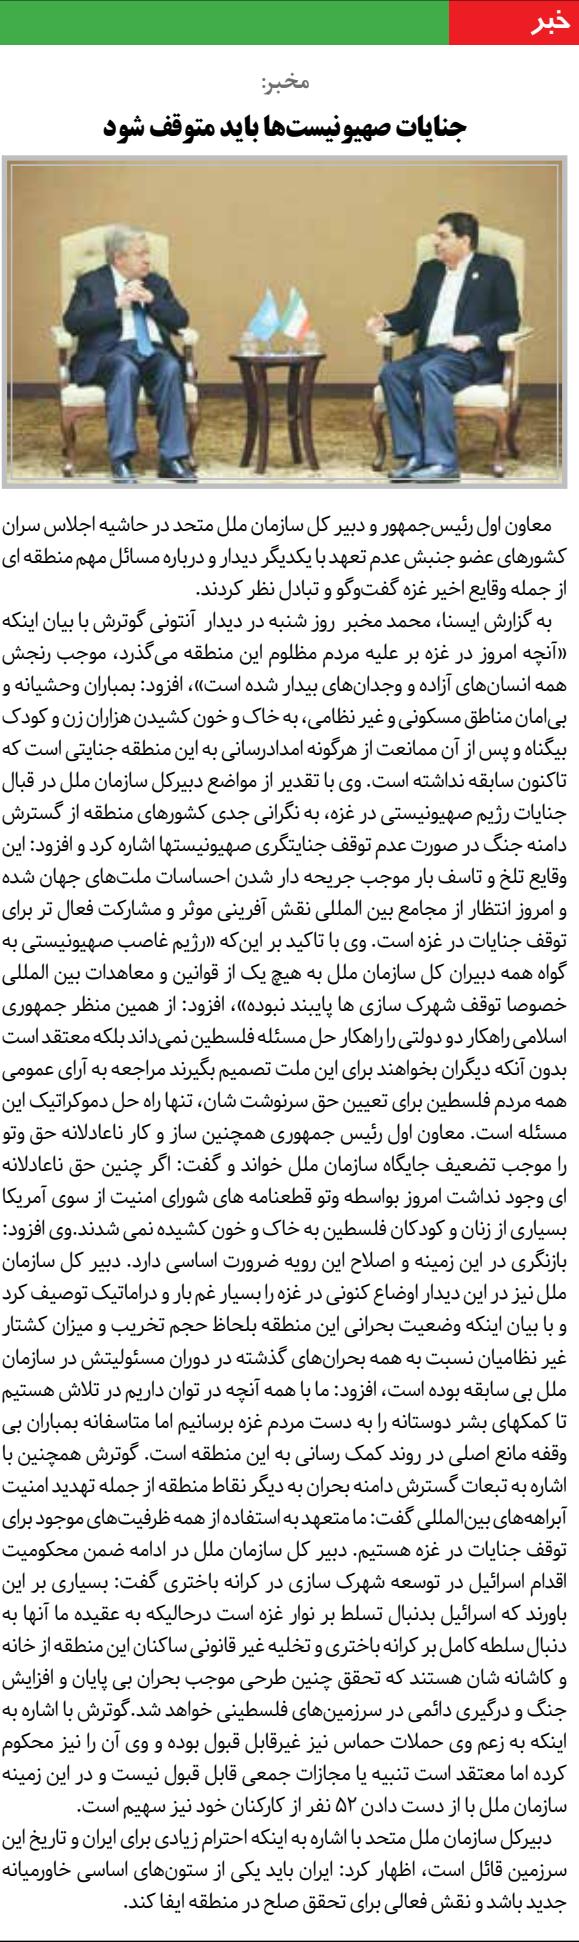 خبر
مخبر:
جنایات صهیونیست‌ها باید متوقف شود
معاون اول رئیس‌جمهور و دبیر کل سازمان ملل متحد در حاشیه اجلاس سران
کشورهای عضو جنبش عدم تعهد با یکدیگر دیدار و درباره مسائل مهم منطقه ای
از جمله وقایع اخیر غزه گفت‌وگو و تبادل نظر کردند.
به گزارش ایسنا، محمد مخبر روز شنبه در دیدار آنتونی گوترش با بیان اینکه
«آنچه امروز در غزه بر علیه مردم مظلوم این منطقه می‌گذرد، موجب رنجش
همه انسان‌های آزاده و وجدان‌های بیدار شده است»، افزود: بمباران وحشیانه و
بی‌امان مناطق مسکونی و غیر نظامی، به خاک و خون کشیدن هزاران زن و کودک
بیگناه و پس از آن ممانعت از هرگونه امدادرسانی به این منطقه جنایتی است که
تاکنون سابقه نداشته است. وی با تقدیر از مواضع دبیرکل سازمان ملل در قبال
جنایات رژیم صهیونیستی در غزه، به نگرانی جدی کشورهای منطقه از گسترش
دامنه جنگ در صورت عدم توقف جنایتگری صهیونیستها اشاره کرد و افزود: این
وقایع تلخ و تاسف بار موجب جریحه دار شدن احساسات ملت‌های جهان شده
و امروز انتظار از مجامع بین المللی نقش آفرینی موثر و مشارکت فعال تر برای
توقف جنایات در غزه است. وی با تاکید بر این‌که «رژیم غاصب صهیونیستی به
گواه همه دبیران کل سازمان ملل به هیچ یک از قوانین و معاهدات بین المللی
خصوصا توقف شهرک سازی ها پایبند نبوده»، افزود: از همین منظر جمهوری
اسلامی راهکار دو دولتی را راهکار حل مسئله فلسطین نمی‌داند بلکه معتقد است
بدون آنکه دیگران بخواهند برای این ملت تصمیم بگیرند مراجعه به آرای عمومی
همه مردم فلسطین برای تعیین حق سرنوشت شان، تنها راه حل دموکراتیک این
مسئله است. معاون اول رئیس جمهوری همچنین ساز و کار ناعادلانه حق وتو
را موجب تضعیف جایگاه سازمان ملل خواند و گفت: اگر چنین حق ناعادلانه
ای وجود نداشت امروز بواسطه وتو قطعنامه های شورای امنیت از سوی آمریکا
بسیاری از زنان و کودکان فلسطین به خاک و خون کشیده نمی شدند.وی افزود:
بازنگری در این زمینه و اصلاح این رویه ضرورت اساسی دارد. دبیر کل سازمان
ملل نیز در این دیدار اوضاع کنونی در غزه را بسیار غم بار و دراماتیک توصیف کرد
و با بیان اینکه وضعیت بحرانی این منطقه بلحاظ حجم تخریب و میزان کشتار
غیر نظامیان نسبت به همه بحران‌های گذشته در دوران مسئولیتش در سازمان
ملل بی سابقه بوده است، افزود: ما با همه آنچه در توان داریم در تلاش هستیم
تا کمکهای بشر دوستانه را به دست مردم غزه برسانیم اما متاسفانه بمباران بی
وقفه مانع اصلی در روند کمک رسانی به این منطقه است. گوترش همچنین با
اشاره به تبعات گسترش دامنه بحران به دیگر نقاط منطقه از جمله تهدید امنیت
آبراهه‌های بین‌المللی گفت: ما متعهد به استفاده از همه ظرفیت‌های موجود برای
توقف جنایات در غزه هستیم. دبیر کل سازمان ملل در ادامه ضمن محکومیت
اقدام اسرائیل در توسعه شهرک سازی در کرانه باختری گفت: بسیاری بر این
باورند که اسرائیل بدنبال تسلط بر نوار غزه است درحالیکه به عقیده ما آنها به
دنبال سلطه کامل بر کرانه باختری و تخلیه غیر قانونی ساکنان این منطقه از خانه
و کاشانه شان هستند که تحقق چنین طرحی موجب بحران بی پایان و افزایش
جنگ و درگیری دائمی در سرزمین‌های فلسطینی خواهد شد.گوترش با اشاره به
اینکه به زعم وی حملات حماس نیز غیرقابل قبول بوده و وی آن را نیز محکوم
کرده اما معتقد است تنبیه یا مجازات جمعی قابل قبول نیست و در این زمینه
سازمان ملل با از دست دادن ۵۲ نفر از کارکنان خود نیز سهیم است.
دبیرکل سازمان ملل متحد با اشاره به اینکه احترام زیادی برای ایران و تاریخ این
سرزمین قائل است، اظهار کرد: ایران باید یکی از ستون‌های اساسی خاورمیانه
جدید باشد و نقش فعالی برای تحقق صلح در منطقه ایفا کند.